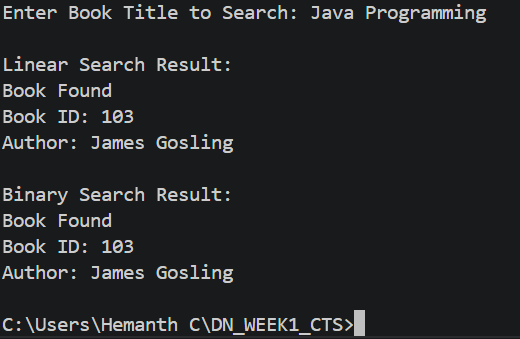 Enter Book Title to Search: Java Programming
Linear Search Result:
Book Found
Book ID: 103
Author: James Gosling
Binary Search Result:
Book Found
Book ID: 103
Author: James Gosling
C:\Users\Hemanth C\DN_WEEK1_CTS>